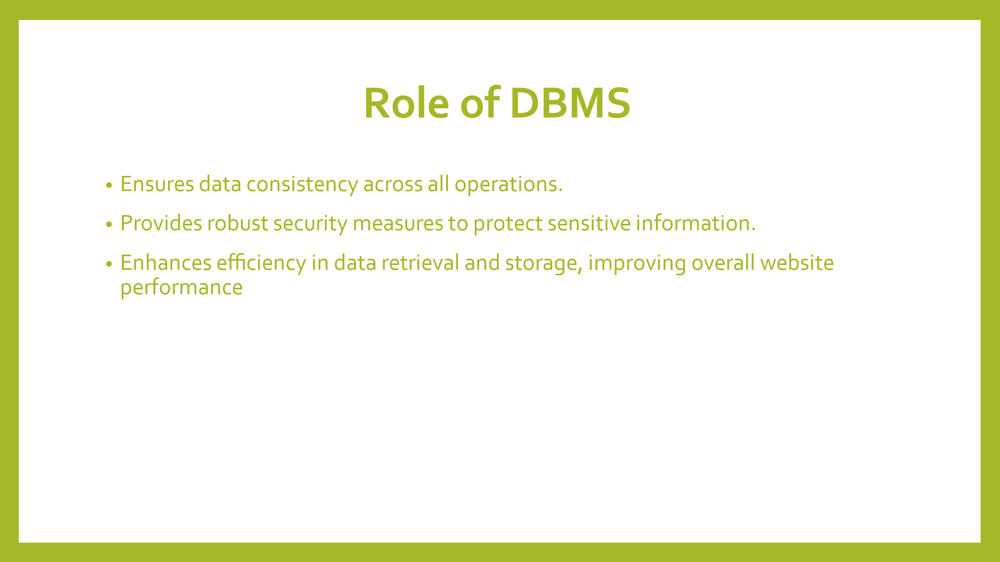 Role of DBMS
• Ensures data consistency across all operations.
• Provides robust security measures to protect sensitive information.
• Enhances efficiency in data retrieval and storage, improving overall website
performance